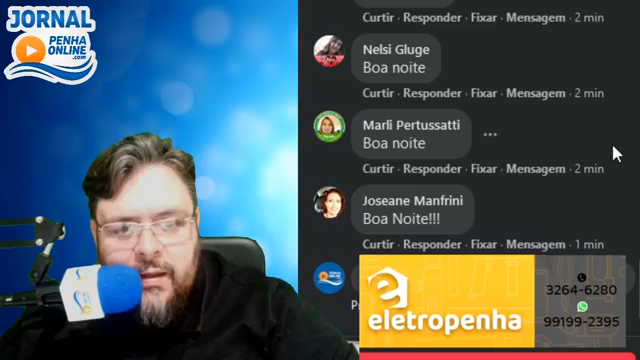 JORNAL
PENHA
ONLINE
.com
Curtir · Responder · Fixar · Mensagem · 2 min
Nelsi Gluge
Boa noite
Curtir · Responder · Fixar · Mensagem · 2 min
Marli Pertussatti
Boa noite
Curtir · Responder · Fixar · Mensagem · 2 min
Joseane Manfrini
Boa Noite!!!
Curtir · Responder · Fixar · Mensagem · 1 min
eletropenha
3264-6280
99199-2395